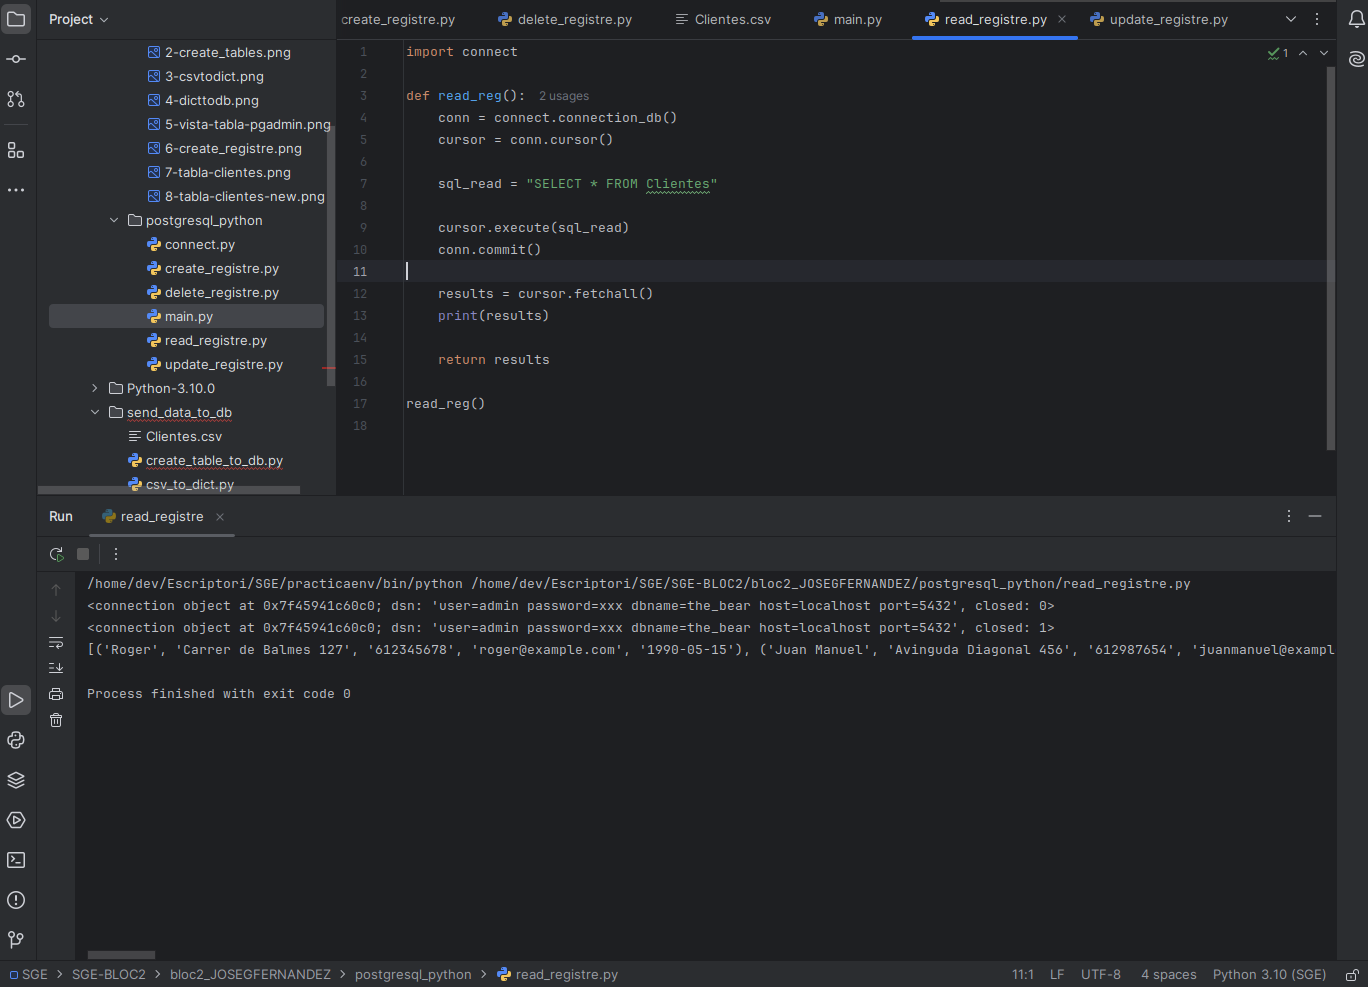 Project
create_registre.py
delete_registre.py
Clientes.csv
main.py
read_registre.py
update_registre.py
2-create_tables.png
3-csvtodict.png
4-dicttodb.png
5-vista-tabla-pgadmin.png
6-create_registre.png
7-tabla-clientes.png
8-tabla-clientes-new.png
postgresql_python
connect.py
create_registre.py
delete_registre.py
main.py
read_registre.py
update_registre.py
Python-3.10.0
send_data_to_db
Clientes.csv
create_table_to_db.py
csv_to_dict.py
1 import connect
1
2
3 def read_reg(): 2 usages
4 conn = connect.connection_db()
5 cursor = conn.cursor()
6
7 sql_read = "SELECT * FROM Clientes"
8
9 cursor.execute(sql_read)
10 conn.commit()
11
12 results = cursor.fetchall()
13 print(results)
14
15 return results
16
17 read_reg()
18
Run
read_registre
/home/dev/Escriptori/SGE/practicaenv/bin/python /home/dev/Escriptori/SGE/SGE-BLOC2/bloc2_JOSEGFERNANDEZ/postgresql_python/read_registre.py
<connection object at 0x7f45941c60c0; dsn: 'user=admin password=xxx dbname=the_bear host=localhost port=5432', closed: 0>
<connection object at 0x7f45941c60c0; dsn: 'user=admin password=xxx dbname=the_bear host=localhost port=5432', closed: 1>
[('Roger', 'Carrer de Balmes 127', '612345678', 'roger@example.com', '1990-05-15'), ('Juan Manuel', 'Avinguda Diagonal 456', '612987654', 'juanmanuel@exampl
Process finished with exit code 0
SGE > SGE-BLOC2 > bloc2_JOSEGFERNANDEZ > postgresql_python > read_registre.py
11:1 LF UTF-8 4 spaces Python 3.10 (SGE)